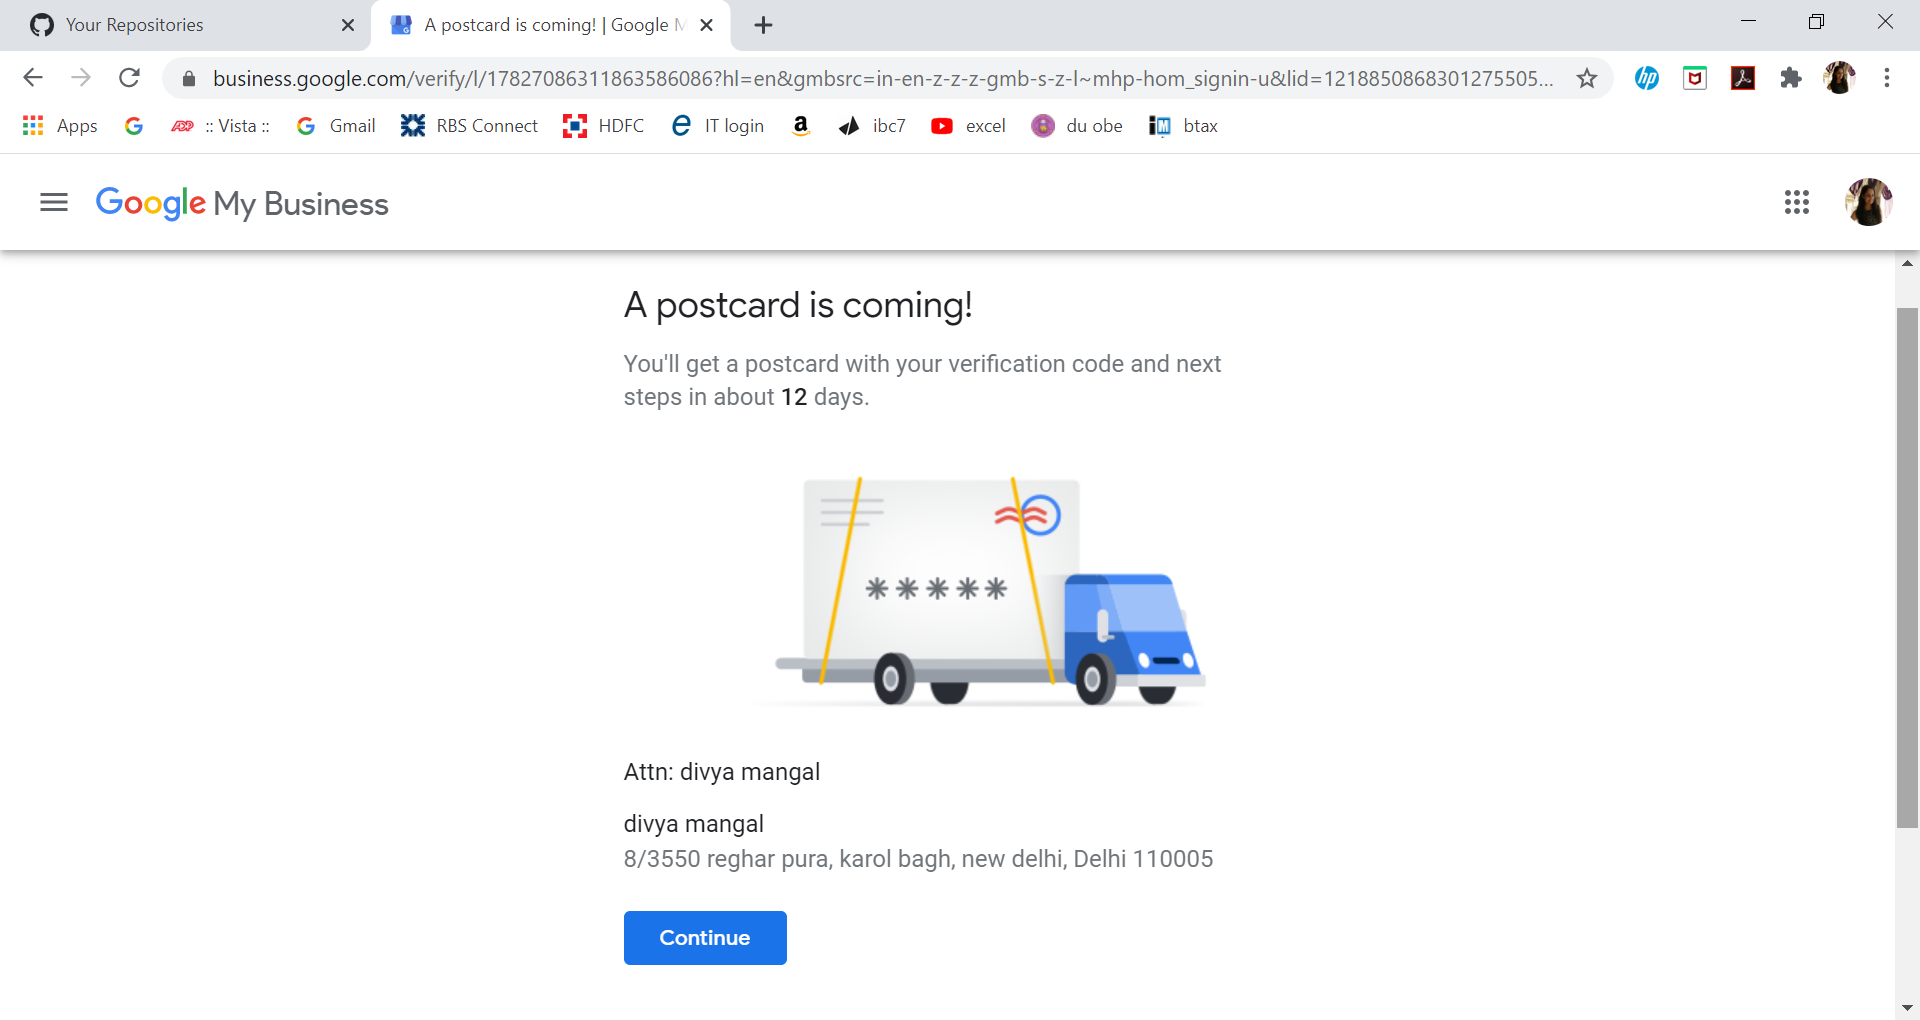 Your Repositories
A postcard is coming! | Google M
business.google.com/verify/l/17827086311863586086?hl=en&gmbsrc=in-en-z-z-z-gmb-s-z-l~mhp-hom_signin-u&lid=1218850868301275505...
Apps :: Vista :: Gmail RBS Connect HDFC IT login ibc7 excel du obe btax
Google My Business
A postcard is coming!
You'll get a postcard with your verification code and next
steps in about 12 days.
*****
Attn: divya mangal
divya mangal
8/3550 reghar pura, karol bagh, new delhi, Delhi 110005
Continue